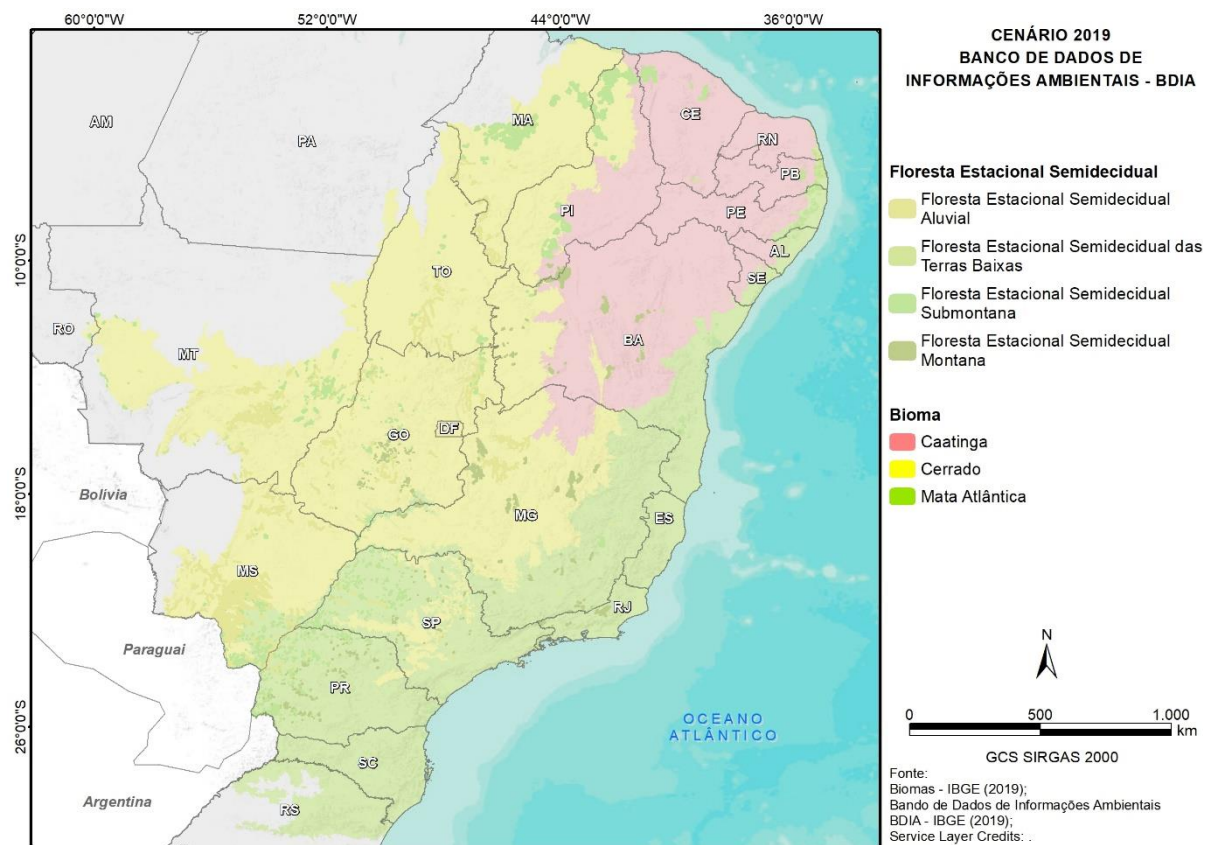 60°0'0"W
52°0'0"W
44°0'0"W
36°0'0"W
10°0'0"S
18°0'0"S
26°0'0"S
AM
PA
MA
CE
RN
PB
PI
PE
AL
SE
TO
RO
MT
BA
GO
DF
Bolivia
MG
ES
MS
RJ
SP
Paraguai
PR
OCEANO
ATLÂNTICO
SC
Argentina
RS
CENÁRIO 2019
BANCO DE DADOS DE
INFORMAÇÕES AMBIENTAIS - BDIA
Floresta Estacional Semidecidual
Floresta Estacional Semidecidual
Aluvial
Floresta Estacional Semidecidual das
Terras Baixas
Floresta Estacional Semidecidual
Submontana
Floresta Estacional Semidecidual
Montana
Bioma
Caatinga
Cerrado
Mata Atlântica
N
0 500 1.000
km
GCS SIRGAS 2000
Fonte:
Biomas - IBGE (2019);
Bando de Dados de Informações Ambientais
BDIA - IBGE (2019);
Service Layer Credits: .